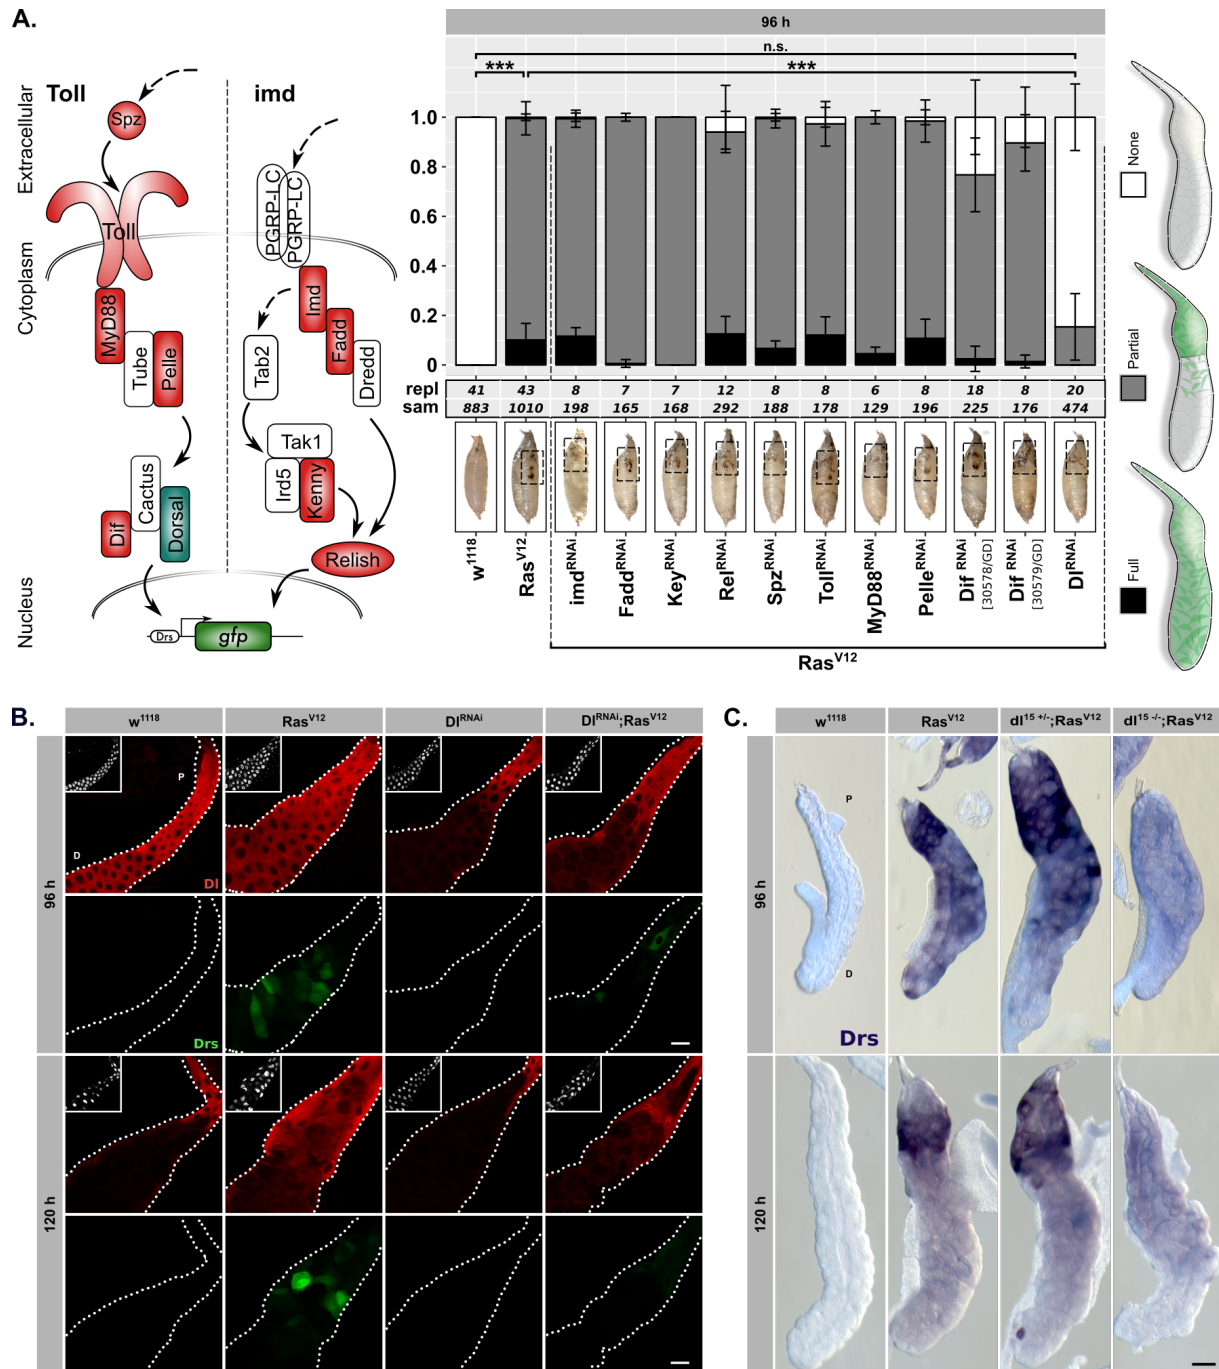 A.
Toll
imd
Extracellular
Cytoplasm
Nucleus
Spz
Toll
MyD88
Tube
Pelle
Dif
Cactus
Dorsal
PGRP-LC
PGRP-LC
Imd
Fadd
Dredd
Tab2
Tak1
Ird5
Kenny
Relish
Drs
gfp
96 h
n.s.
*** ***
1.0
0.8
0.6
0.4
0.2
0
repl 41 43 8 7 7 12 8 8 6 8 18 8 20
sam 883 1010 198 165 168 292 188 178 129 196 225 176 474
w1118
RasV12
imdRNAi
FaddRNAi
KeyRNAi
RelRNAi
SpzRNAi
TollRNAi
MyD88RNAi
PelleRNAi
Dif RNAi
[30578/GD]
Dif RNAi
[30579/GD]
DlRNAi
RasV12
None
Partial
Full
B.
w1118 RasV12 DlRNAi DlRNAi;RasV12
96 h
P
D
Dl
Drs
120 h
C.
w1118 RasV12 dl15 +/-;RasV12 dl15 -/-;RasV12
96 h
P
D
Drs
120 h